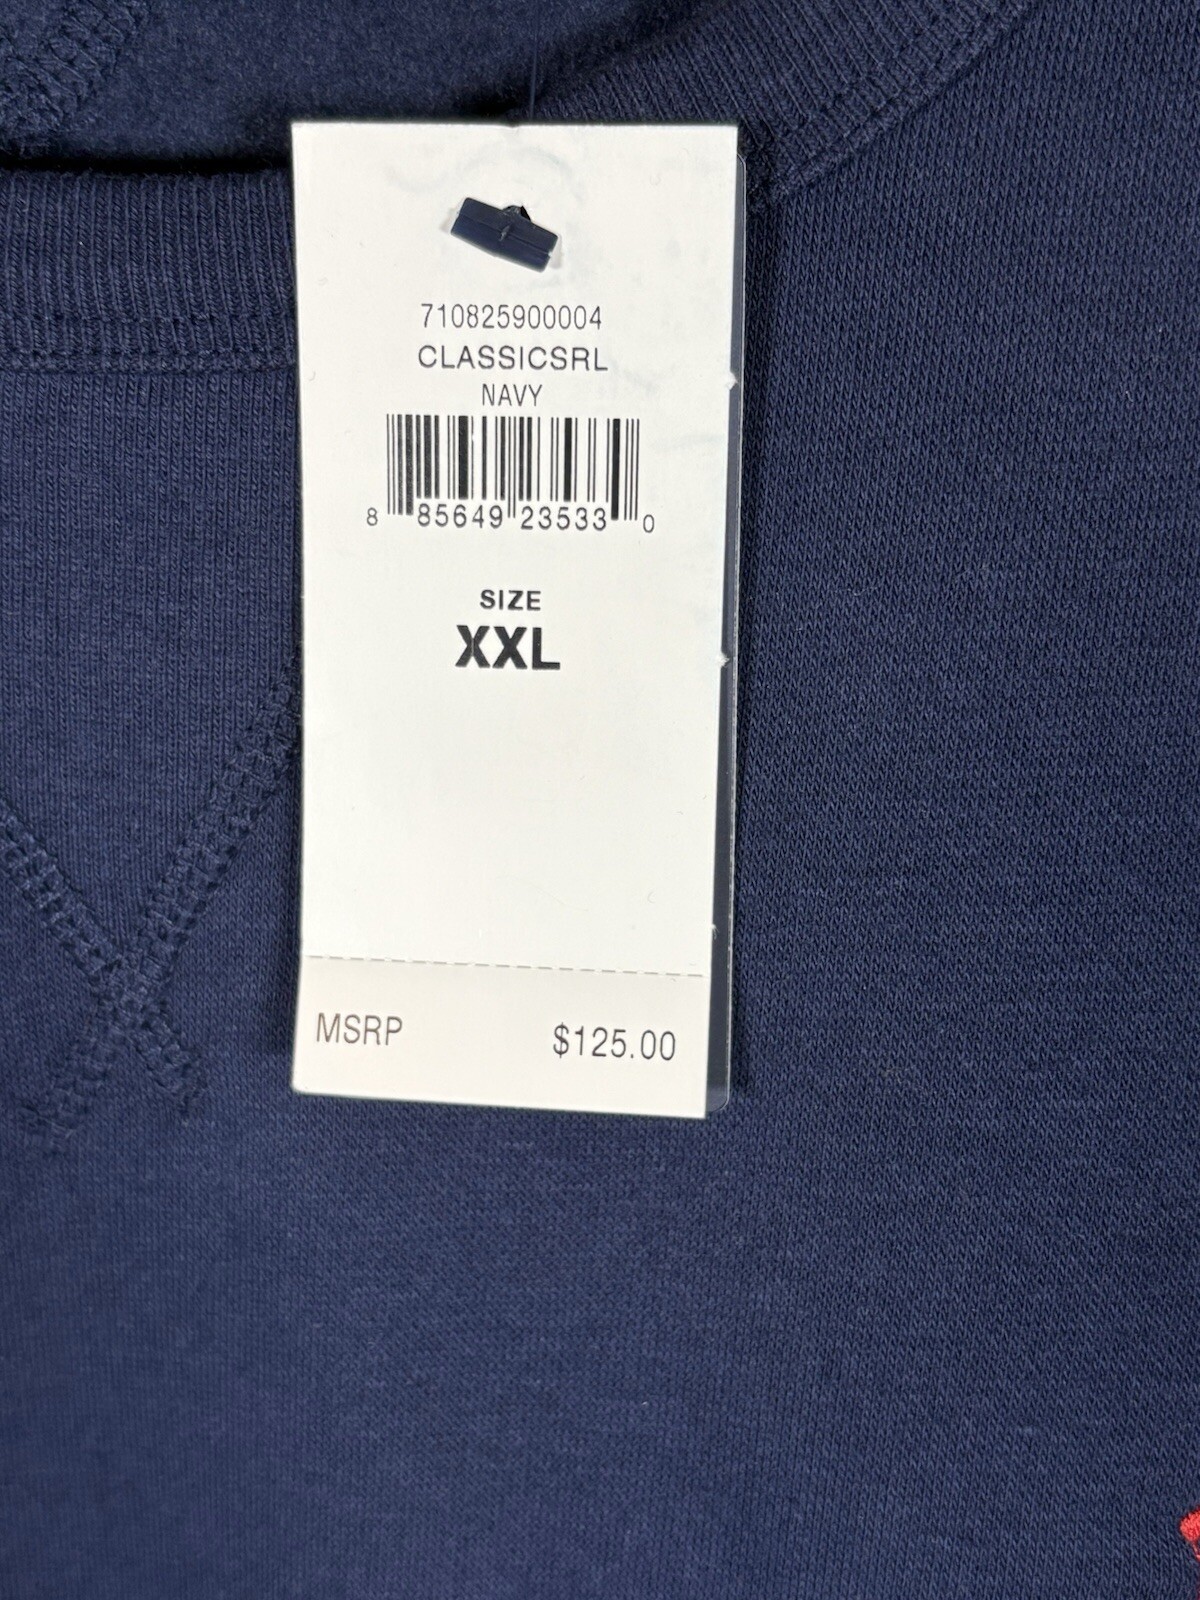 710825900004
CLASSICSRL
NAVY
8 85649 23533 0
SIZE
XXL
MSRP $125.00